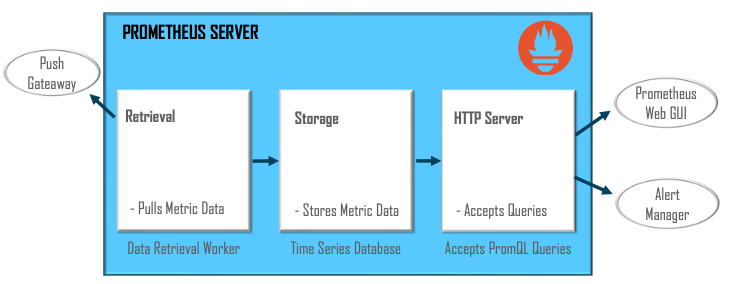 PROMETHEUS SERVER
Push
Gateaway
Retrieval
- Pulls Metric Data
Data Retrieval Worker
Storage
- Stores Metric Data
Time Series Database
HTTP Server
- Accepts Queries
Accepts PromQL Queries
Prometheus
Web GUI
Alert
Manager